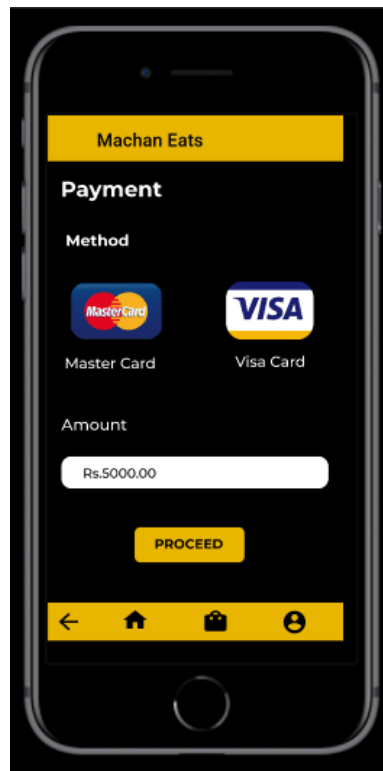 Machan Eats
Payment
Method
MasterCard VISA
Master Card Visa Card
Amount
Rs.5000.00
PROCEED